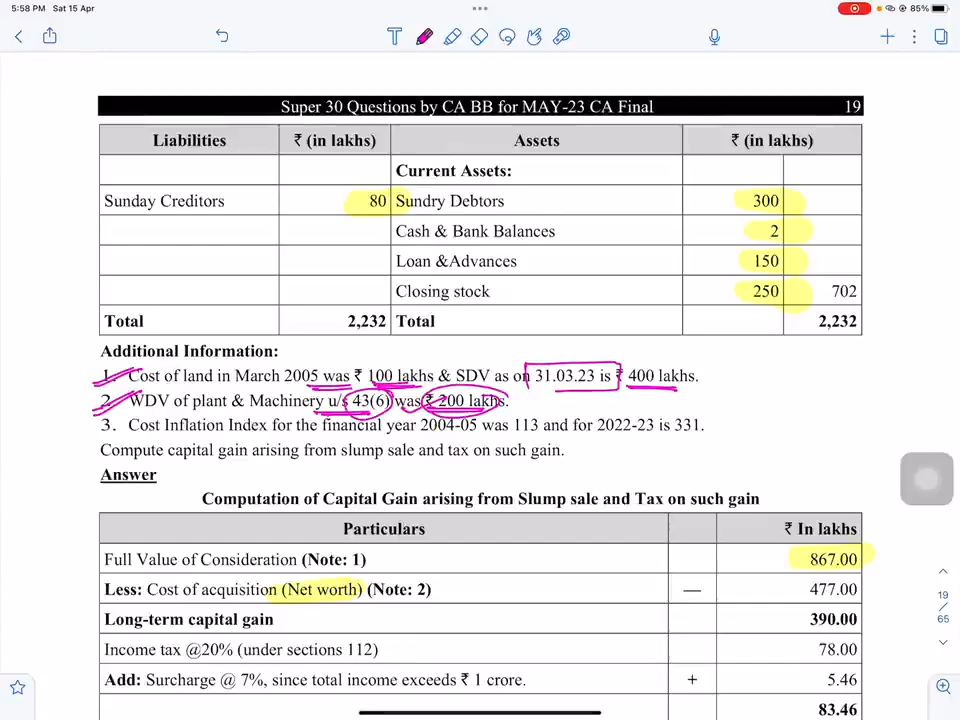 5:58 PM Sat 15 Apr
85%
Super 30 Questions by CA BB for MAY-23 CA Final 19
Liabilities ₹ (in lakhs) Assets ₹ (in lakhs)
Current Assets:
Sunday Creditors 80 Sundry Debtors 300
Cash & Bank Balances 2
Loan &Advances 150
Closing stock 250 702
Total 2,232 Total 2,232
Additional Information:
1. Cost of land in March 2005 was ₹ 100 lakhs & SDV as on 31.03.23 is ₹ 400 lakhs.
2. WDV of plant & Machinery u/s 43(6) was ₹ 200 lakhs.
3. Cost Inflation Index for the financial year 2004-05 was 113 and for 2022-23 is 331.
Compute capital gain arising from slump sale and tax on such gain.
Answer
Computation of Capital Gain arising from Slump sale and Tax on such gain
Particulars ₹ In lakhs
Full Value of Consideration (Note: 1) 867.00
Less: Cost of acquisition (Net worth) (Note: 2) — 477.00
Long-term capital gain 390.00
Income tax @20% (under sections 112) 78.00
Add: Surcharge @ 7%, since total income exceeds ₹ 1 crore. + 5.46
83.46
19
65